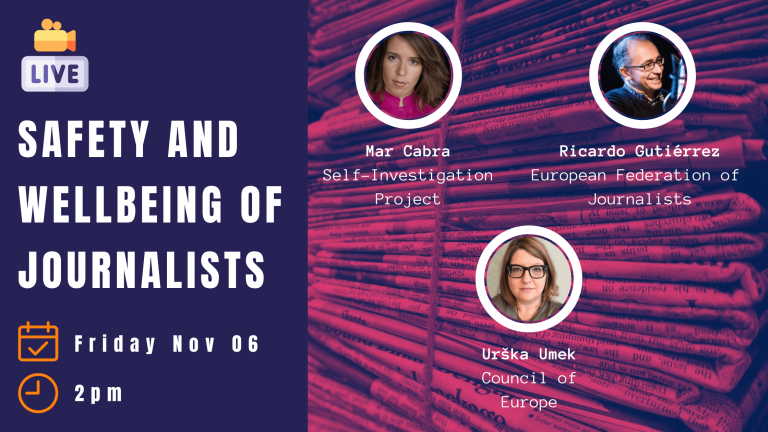 LIVE
SAFETY AND
WELLBEING OF
JOURNALISTS
Friday Nov 06
2pm
Mar Cabra
Self-Investigation
Project
Ricardo Gutiérrez
European Federation of
Journalists
Urška Umek
Council of
Europe